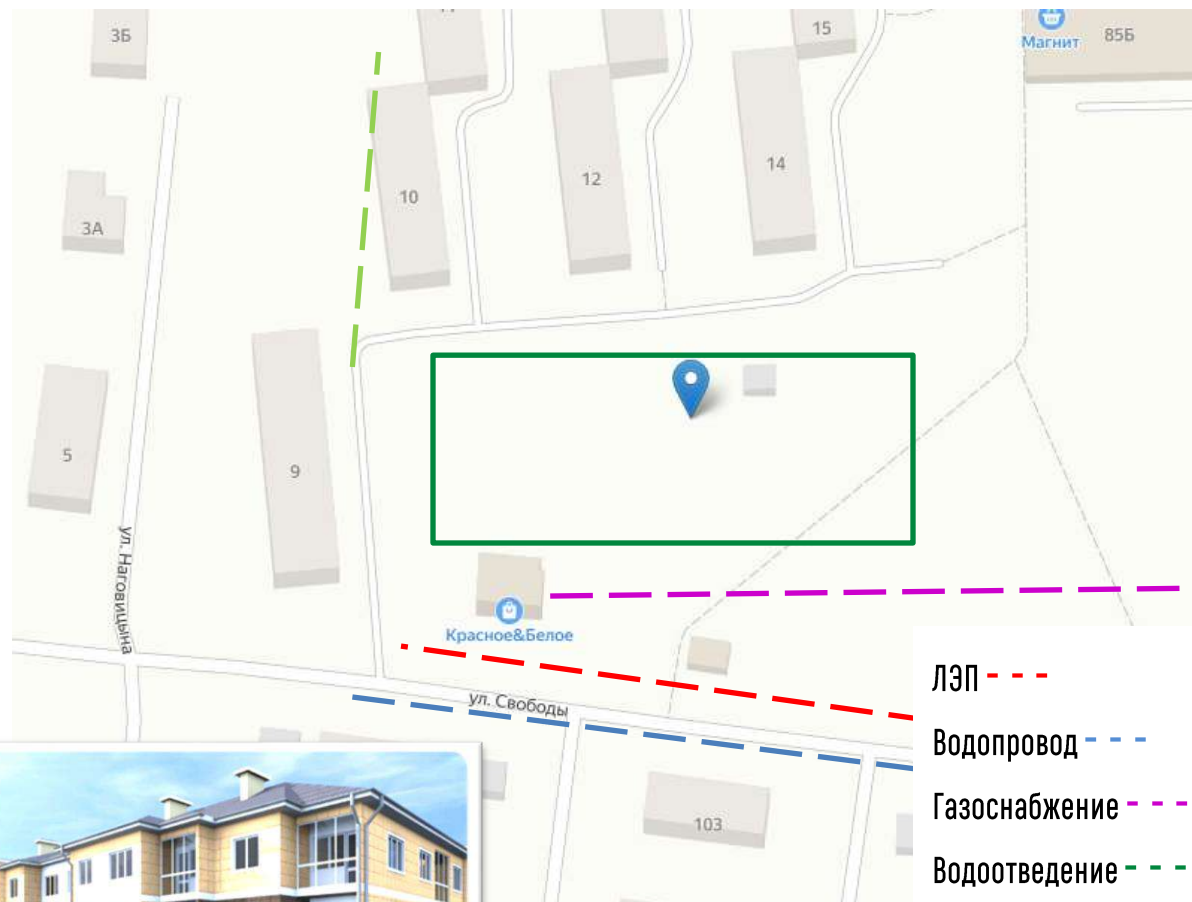 3Б
15
Магнит
85Б
10
12
14
3А
5
9
ул. Наговицына
Красное&Белое
ул. Свободы
103
ЛЭП
Водопровод
Газоснабжение
Водоотведение